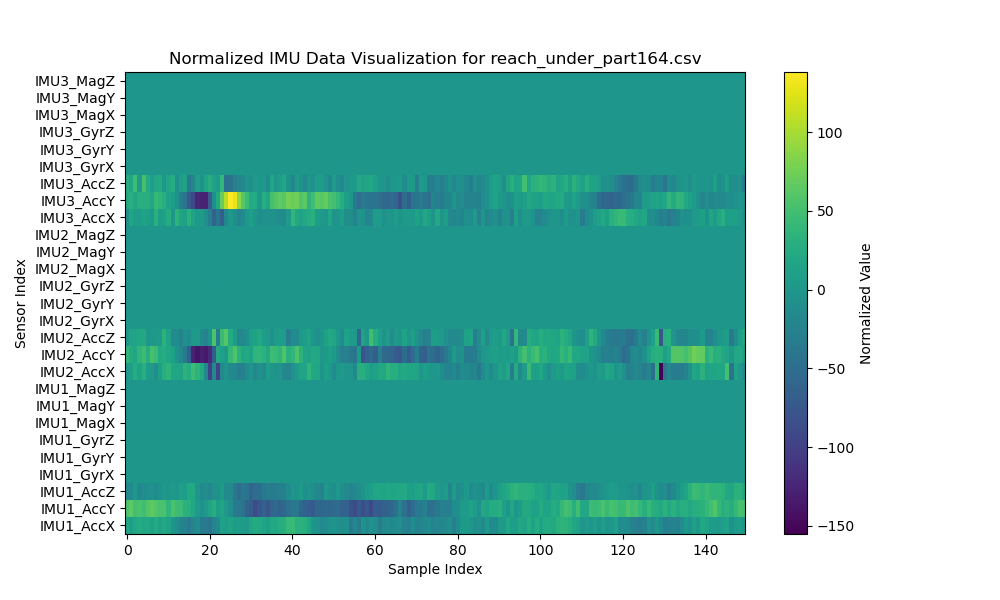 Normalized IMU Data Visualization for reach_under_part164.csv
Sensor Index
IMU3_MagZ
IMU3_MagY
IMU3_MagX
IMU3_GyrZ
IMU3_GyrY
IMU3_GyrX
IMU3_AccZ
IMU3_AccY
IMU3_AccX
IMU2_MagZ
IMU2_MagY
IMU2_MagX
IMU2_GyrZ
IMU2_GyrY
IMU2_GyrX
IMU2_AccZ
IMU2_AccY
IMU2_AccX
IMU1_MagZ
IMU1_MagY
IMU1_MagX
IMU1_GyrZ
IMU1_GyrY
IMU1_GyrX
IMU1_AccZ
IMU1_AccY
IMU1_AccX
0 20 40 60 80 100 120 140
Sample Index
100
50
0
−50
−100
−150
Normalized Value